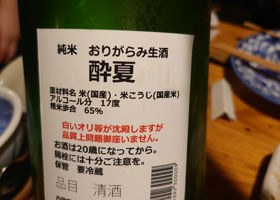 純米 おりがらみ生酒
酔夏
原材料名 米(国産)・米こうじ(国産米)
アルコール分 17度
精米歩合 65%
白いオリ等が沈殿しますが
品質上問題御座いません。
お酒は20歳になってから。
開栓には十分ご注意を。
保管 要冷蔵
品目 清酒